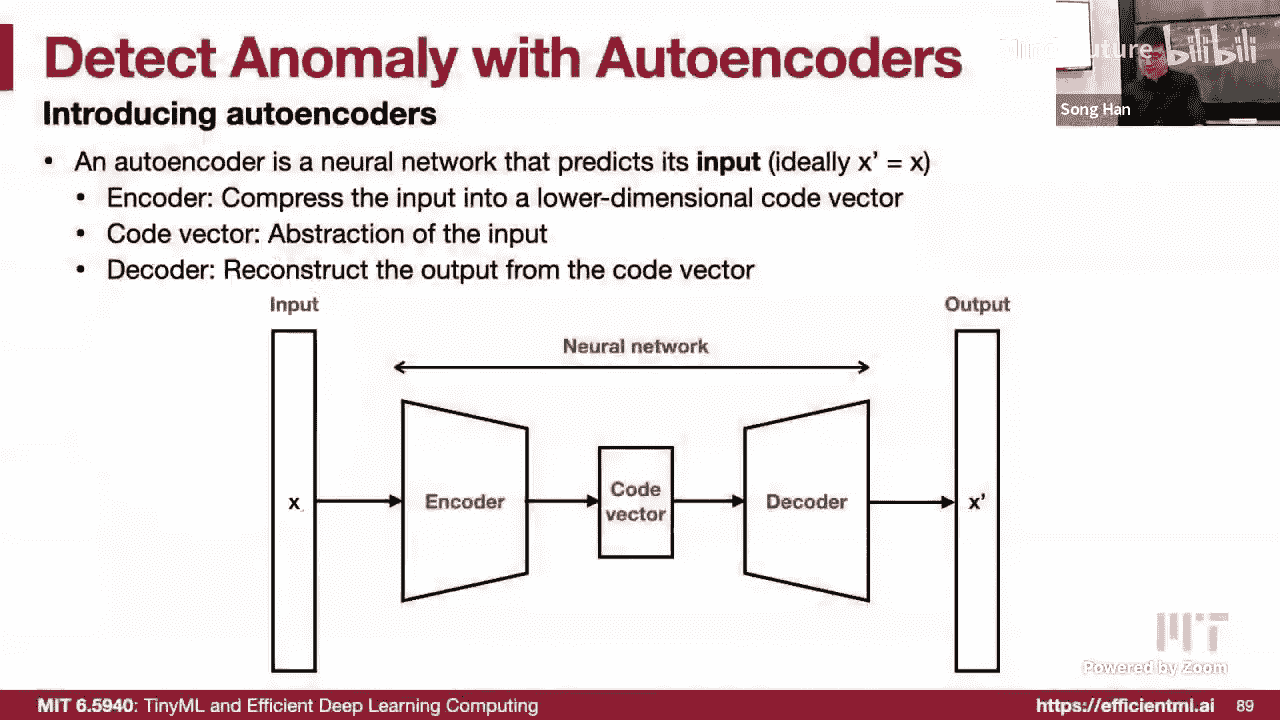 Detect Anomaly with Autoencoders
bilibili
Song Han
Introducing autoencoders
• An autoencoder is a neural network that predicts its input (ideally x' = x)
• Encoder: Compress the input into a lower-dimensional code vector
• Code vector: Abstraction of the input
• Decoder: Reconstruct the output from the code vector
Input
Output
Neural network
x
Encoder
Code
vector
Decoder
x'
MIT
Powered by Zoom
MIT 6.5940: TinyML and Efficient Deep Learning Computing
https://efficientml.ai
89